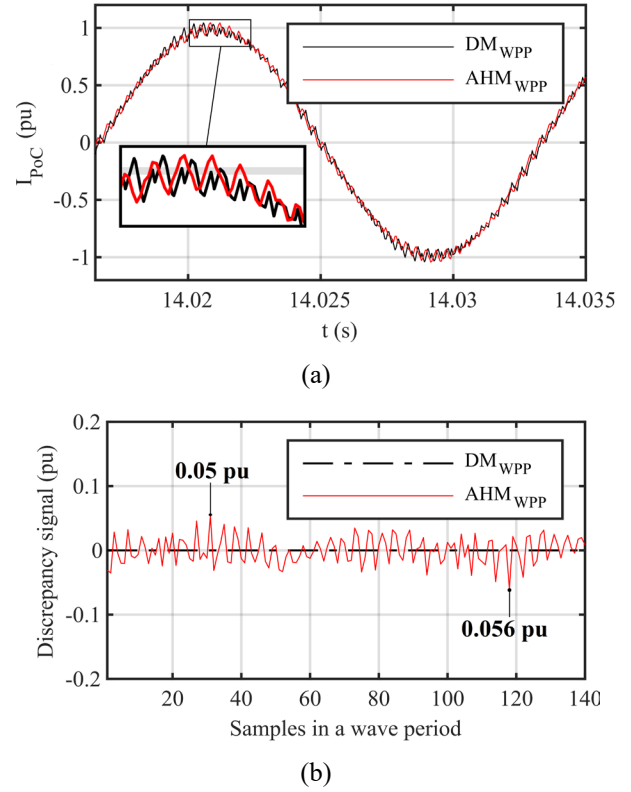 1
0.5
0
-0.5
-1
I_PoC (pu)
DM_WPP
AHM_WPP
14.02 14.025 14.03 14.035
t (s)
(a)
0.2
0.1
0
-0.1
-0.2
Discrepancy signal (pu)
0.05 pu
DM_WPP
AHM_WPP
0.056 pu
20 40 60 80 100 120 140
Samples in a wave period
(b)